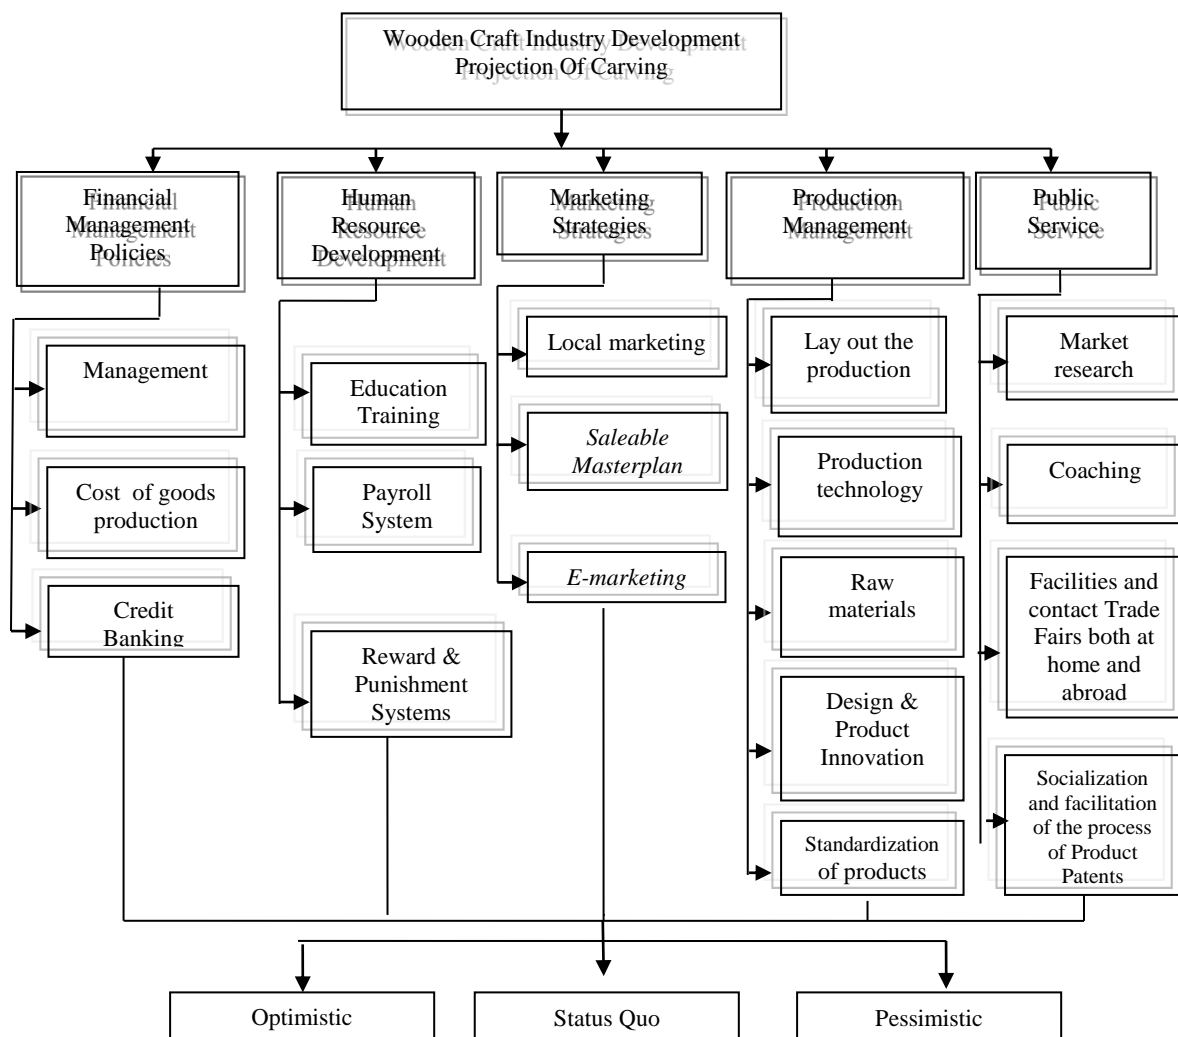 Wooden Craft Industry Development
Projection Of Carving
Financial
Management
Policies
Human
Resource
Development
Marketing
Strategies
Production
Management
Public
Service
Management
Cost of goods
production
Credit
Banking
Education
Training
Payroll
System
Reward &
Punishment
Systems
Local marketing
Saleable
Masterplan
E-marketing
Lay out the
production
Production
technology
Raw
materials
Design &
Product
Innovation
Standardization
of products
Market
research
Coaching
Facilities and
contact Trade
Fairs both at
home and
abroad
Socialization
and facilitation
of the process
of Product
Patents
Optimistic
Status Quo
Pessimistic